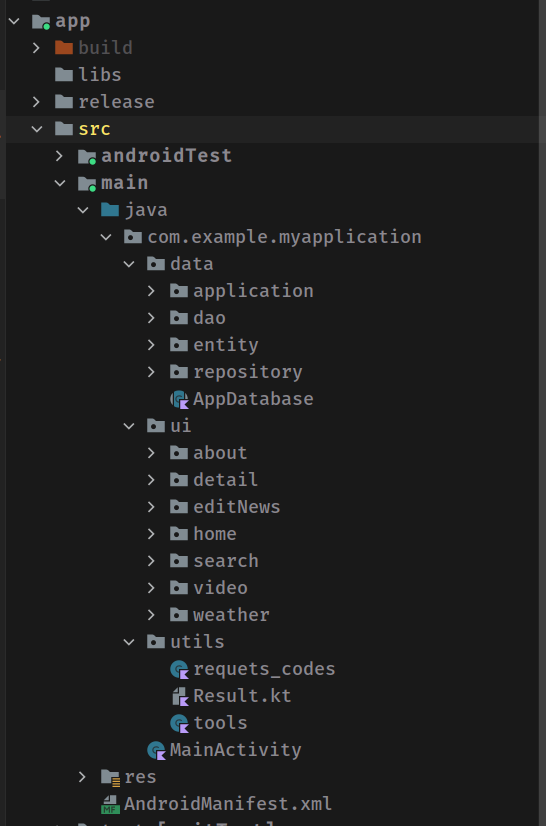 app
build
libs
release
src
androidTest
main
java
com.example.myapplication
data
application
dao
entity
repository
AppDatabase
ui
about
detail
editNews
home
search
video
weather
utils
requets_codes
Result.kt
tools
MainActivity
res
MF AndroidManifest.xml